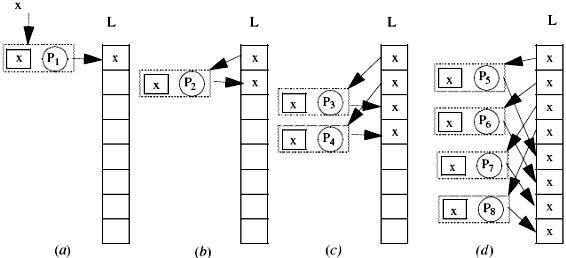 x
L
L
L
L
x P1 x
x P2 x
x
x P3 x
x P4 x
x
x
x P5 x
x P6 x
x P7 x
x P8 x
x
x
x
x
(a)
(b)
(c)
(d)